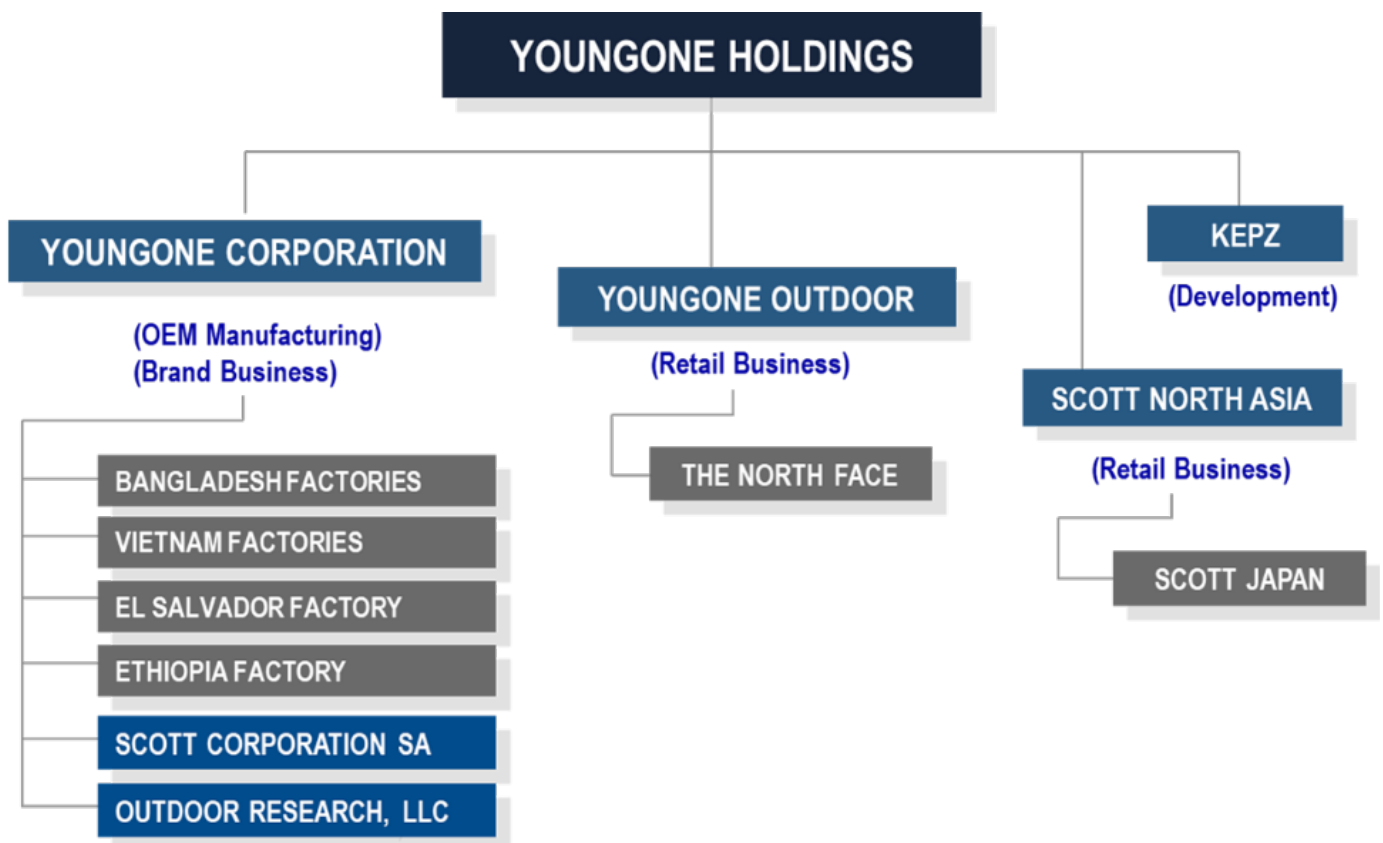 YOUNGONE HOLDINGS
YOUNGONE CORPORATION
(OEM Manufacturing)
(Brand Business)
BANGLADESH FACTORIES
VIETNAM FACTORIES
EL SALVADOR FACTORY
ETHIOPIA FACTORY
SCOTT CORPORATION SA
OUTDOOR RESEARCH, LLC
YOUNGONE OUTDOOR
(Retail Business)
THE NORTH FACE
KEPZ
(Development)
SCOTT NORTH ASIA
(Retail Business)
SCOTT JAPAN